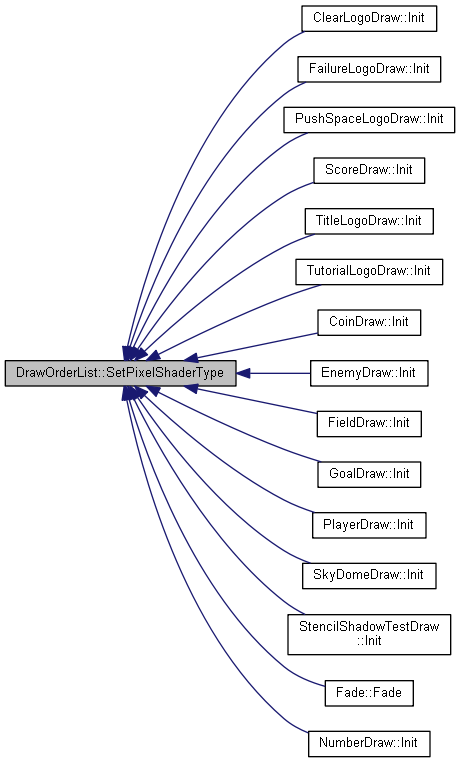 ClearLogoDraw::Init
FailureLogoDraw::Init
PushSpaceLogoDraw::Init
ScoreDraw::Init
TitleLogoDraw::Init
TutorialLogoDraw::Init
CoinDraw::Init
DrawOrderList::SetPixelShaderType
EnemyDraw::Init
FieldDraw::Init
GoalDraw::Init
PlayerDraw::Init
SkyDomeDraw::Init
StencilShadowTestDraw
::Init
Fade::Fade
NumberDraw::Init